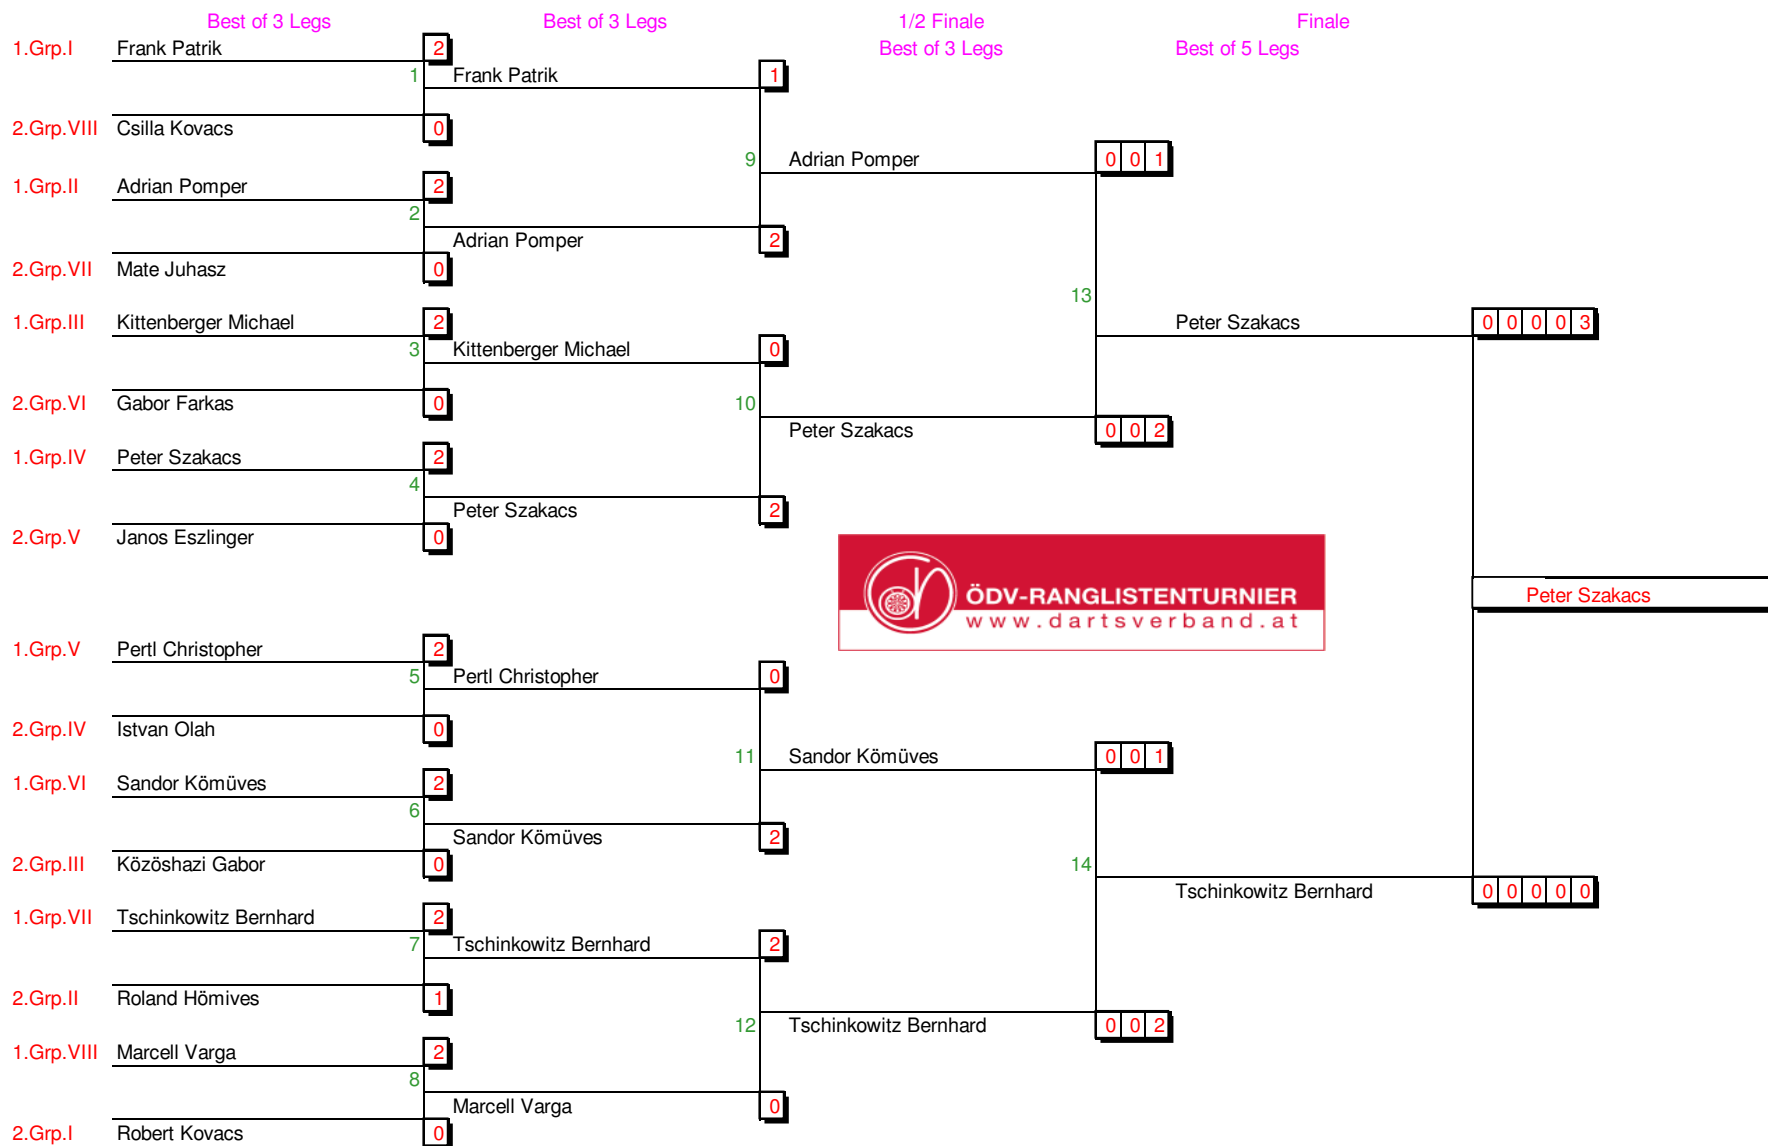 Best of 3 Legs Best of 3 Legs 1/2 Finale Finale
1.Grp.I Frank Patrik 2 Best of 3 Legs Best of 5 Legs
1 Frank Patrik 1
2.Grp.VIII Csilla Kovacs 0
9 Adrian Pomper 0 0 1
1.Grp.II Adrian Pomper 2
2
Adrian Pomper 2
2.Grp.VII Mate Juhasz 0
13
1.Grp.III Kittenberger Michael 2 Peter Szakacs 0 0 0 0 3
3 Kittenberger Michael 0
2.Grp.VI Gabor Farkas 0 10
Peter Szakacs 0 0 2
1.Grp.IV Peter Szakacs 2
4
Peter Szakacs 2
2.Grp.V Janos Eszlinger 0
ÖDV-RANGLISTENTURNIER
www.dartsverband.at
Peter Szakacs
1.Grp.V Pertl Christopher 2
5 Pertl Christopher 0
2.Grp.IV Istvan Olah 0
11 Sandor Kömüves 0 0 1
1.Grp.VI Sandor Kömüves 2
6
Sandor Kömüves 2
2.Grp.III Közöshazi Gabor 0 14
Tschinkowitz Bernhard 0 0 0 0 0
1.Grp.VII Tschinkowitz Bernhard 2
7 Tschinkowitz Bernhard 2
2.Grp.II Roland Hömives 1
12 Tschinkowitz Bernhard 0 0 2
1.Grp.VIII Marcell Varga 2
8
Marcell Varga 0
2.Grp.I Robert Kovacs 0